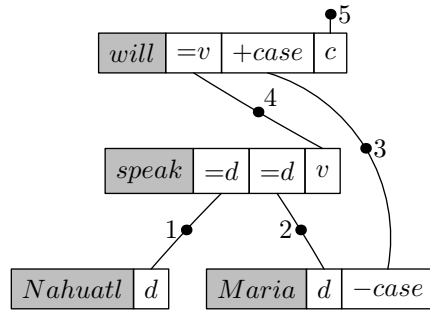 5
will =v +case c
4
3
speak =d =d v
1 2
Nahuatl d Maria d −case